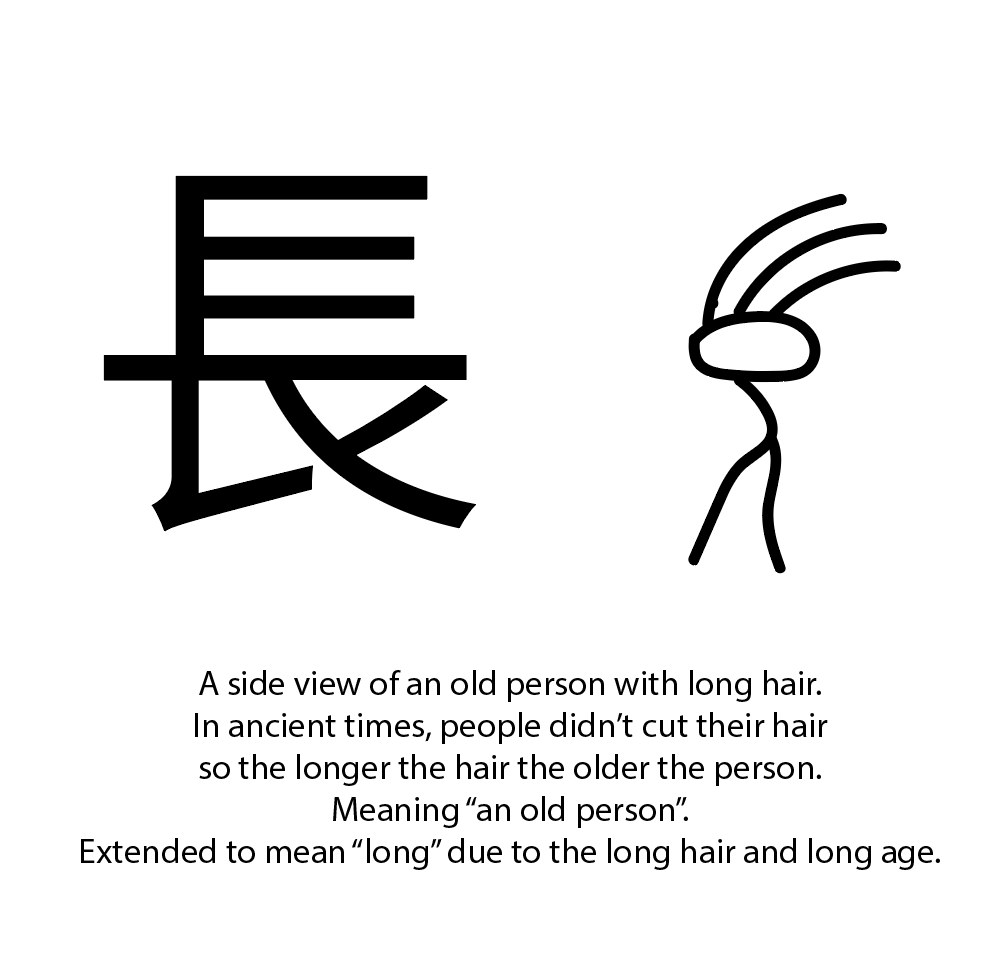 長
A side view of an old person with long hair.
In ancient times, people didn’t cut their hair
so the longer the hair the older the person.
Meaning “an old person”.
Extended to mean “long” due to the long hair and long age.